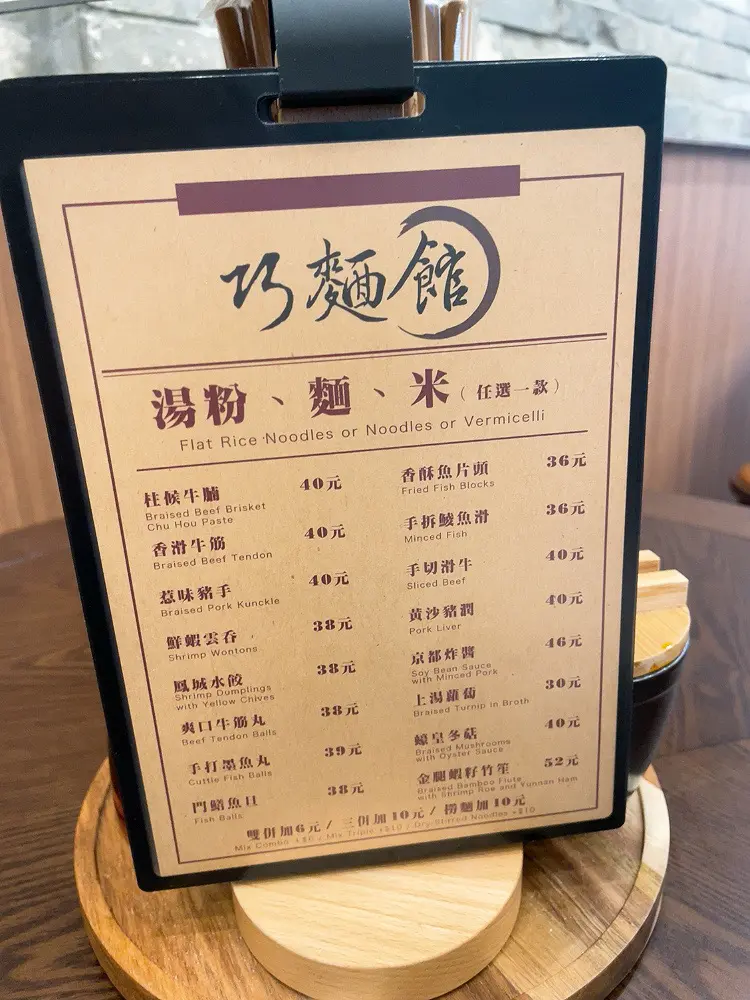 巧麵館
湯粉、麵、米（任選一款）
Flat Rice Noodles or Noodles or Vermicelli
柱候牛腩 40元
Braised Beef Brisket
Chu Hou Paste
香滑牛筋 40元
Braised Beef Tendon
惹味豬手 40元
Braised Pork Kunckle
鮮蝦雲吞 38元
Shrimp Wontons
鳳城水餃 38元
Shrimp Dumplings
with Yellow Chives
爽口牛筋丸 38元
Beef Tendon Balls
手打墨魚丸 39元
Cuttle Fish Balls
門鱔魚旦 38元
Fish Balls
香酥魚片頭 36元
Fried Fish Blocks
手拆鯪魚滑 36元
Minced Fish
手切滑牛 40元
Sliced Beef
黃沙豬潤 40元
Pork Liver
京都炸醬 46元
Soy Bean Sauce
with Minced Pork
上湯蘿蔔 30元
Braised Turnip in Broth
蠔皇冬菇 40元
Braised Mushrooms
with Oyster Sauce
金腿蝦籽竹笙 52元
Braised Bamboo Fluts
with Shrimp Roe and Yunnan Ham
雙併加6元 / 三併加10元 / 撈麵加10元
Mix Combo +$6 / Mix Triple +$10 / Dry Stirred Noodles +$10